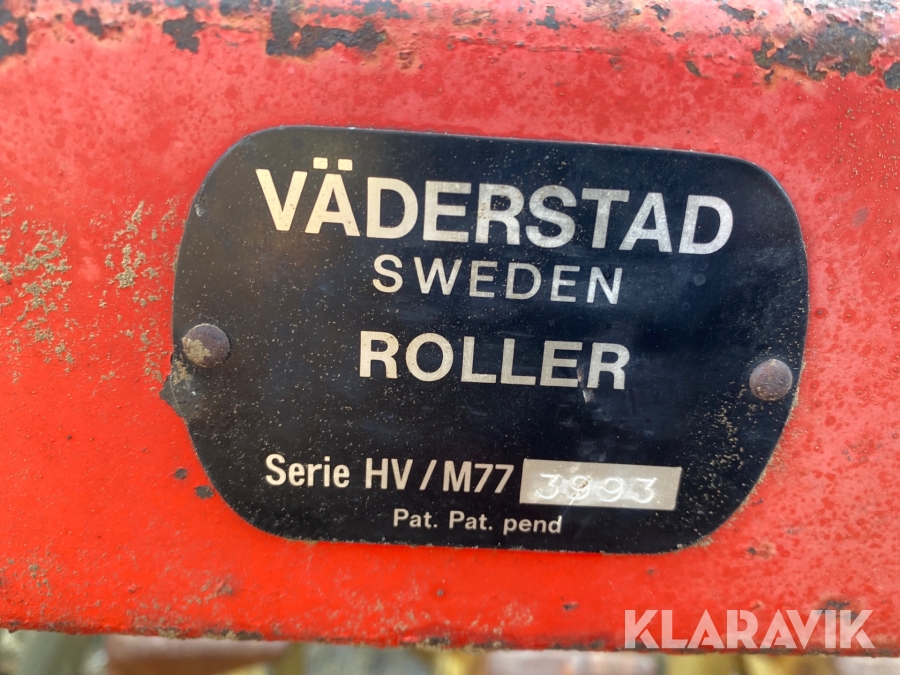 VÄDERSTAD
SWEDEN
ROLLER
Serie HV/M77 3993
Pat. Pat. pend
KLARAVIK